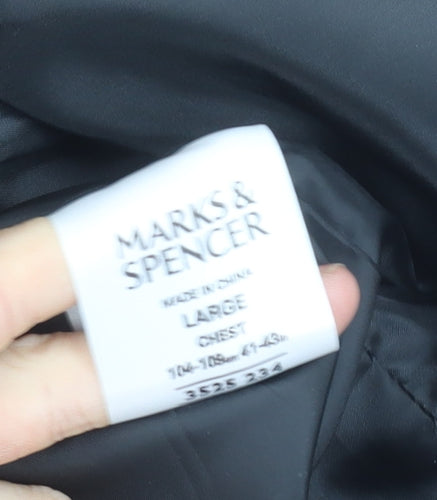 MARKS &
SPENCER
MADE IN CHINA
LARGE
CHEST
104-109cm 41-43in
3525 234